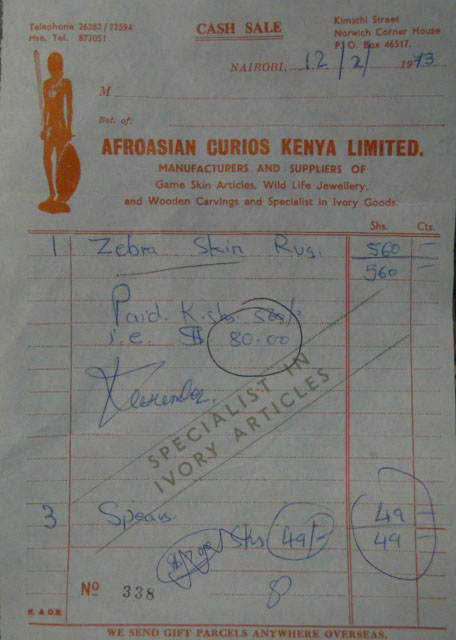 Telephone 26282/22594
Hse. Tel. 872051
CASH SALE
Kimathi Street
Norwich Corner House
P.O. Box 46517,
NAIROBI, 12/2/ 1973
M
Bot. of:
AFROASIAN CURIOS KENYA LIMITED.
MANUFACTURERS AND SUPPLIERS OF
Game Skin Articles, Wild Life Jewellery,
and Wooden Carvings and Specialist in Ivory Goods.
Shs. Cts.
1 Zebra Skin Rug. 560 —
560 —
Paid K.shs
i.e. $ 80.00
SPECIALIST IN
IVORY ARTICLES
3 Spears. 49 —
Shs 49/- 49 —
No 338 8
E. & O.E.
WE SEND GIFT PARCELS ANYWHERE OVERSEAS.